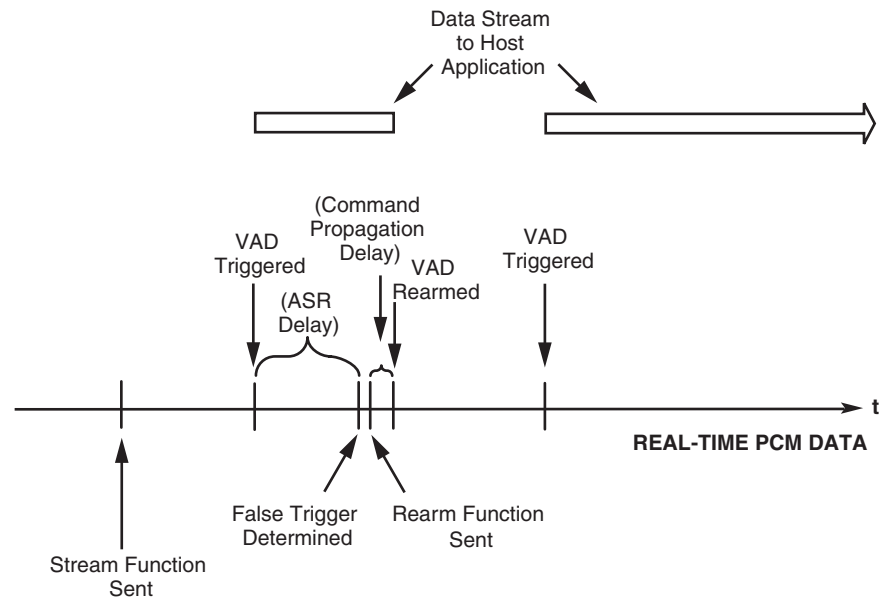 Data Stream
to Host
Application
(Command
Propagation
Delay)
VAD
Triggered
VAD
Rearmed
VAD
Triggered
(ASR
Delay)
t
REAL-TIME PCM DATA
False Trigger
Determined
Rearm Function
Sent
Stream Function
Sent